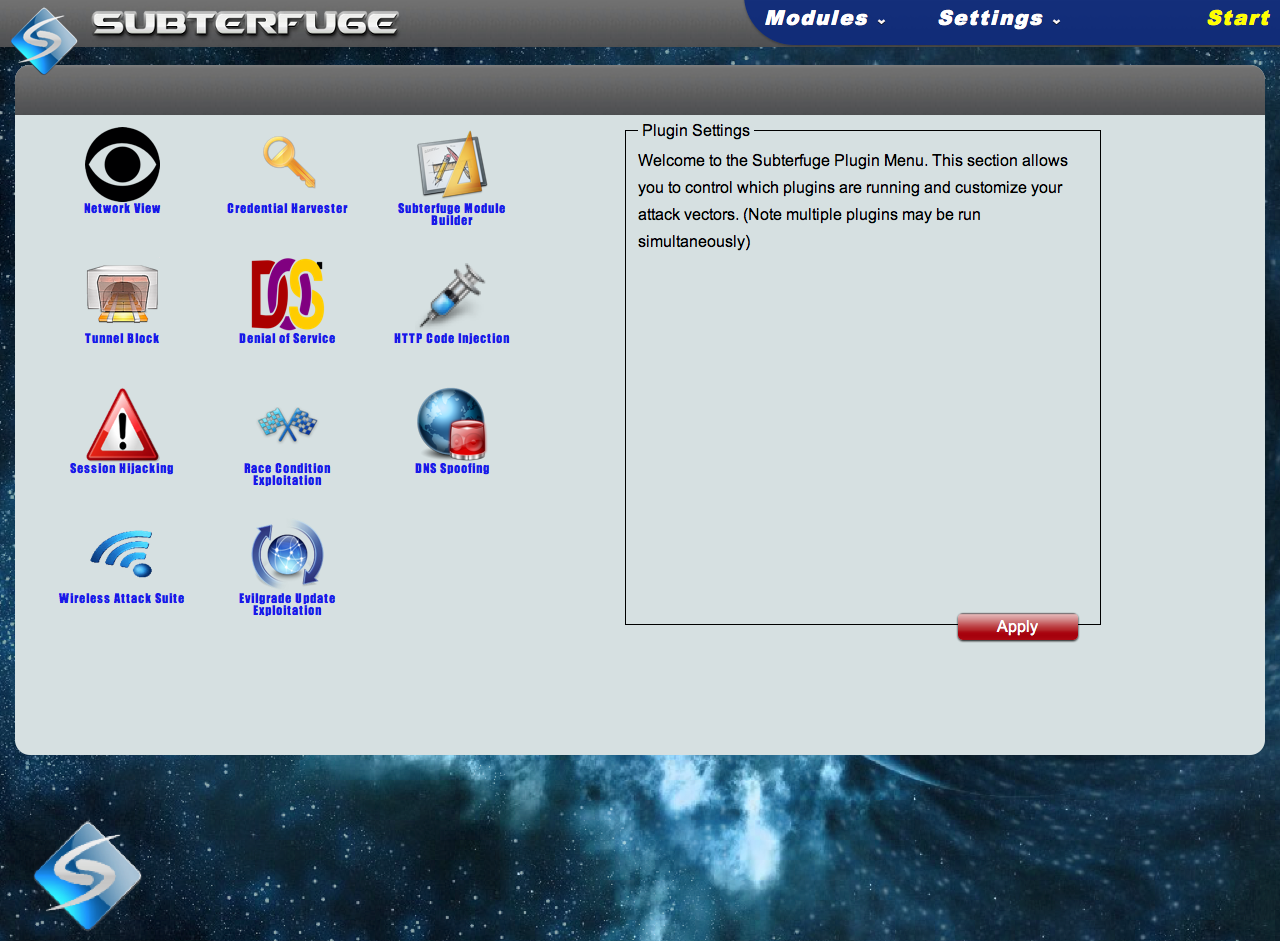 SUBTERFUGE
Modules
Settings
Start
Network View
Credential Harvester
Subterfuge Module
Builder
Tunnel Block
DOS
Denial of Service
HTTP Code Injection
Session Hijacking
Race Condition
Exploitation
DNS Spoofing
Wireless Attack Suite
Evilgrade Update
Exploitation
Plugin Settings
Welcome to the Subterfuge Plugin Menu. This section allows
you to control which plugins are running and customize your
attack vectors. (Note multiple plugins may be run
simultaneously)
Apply